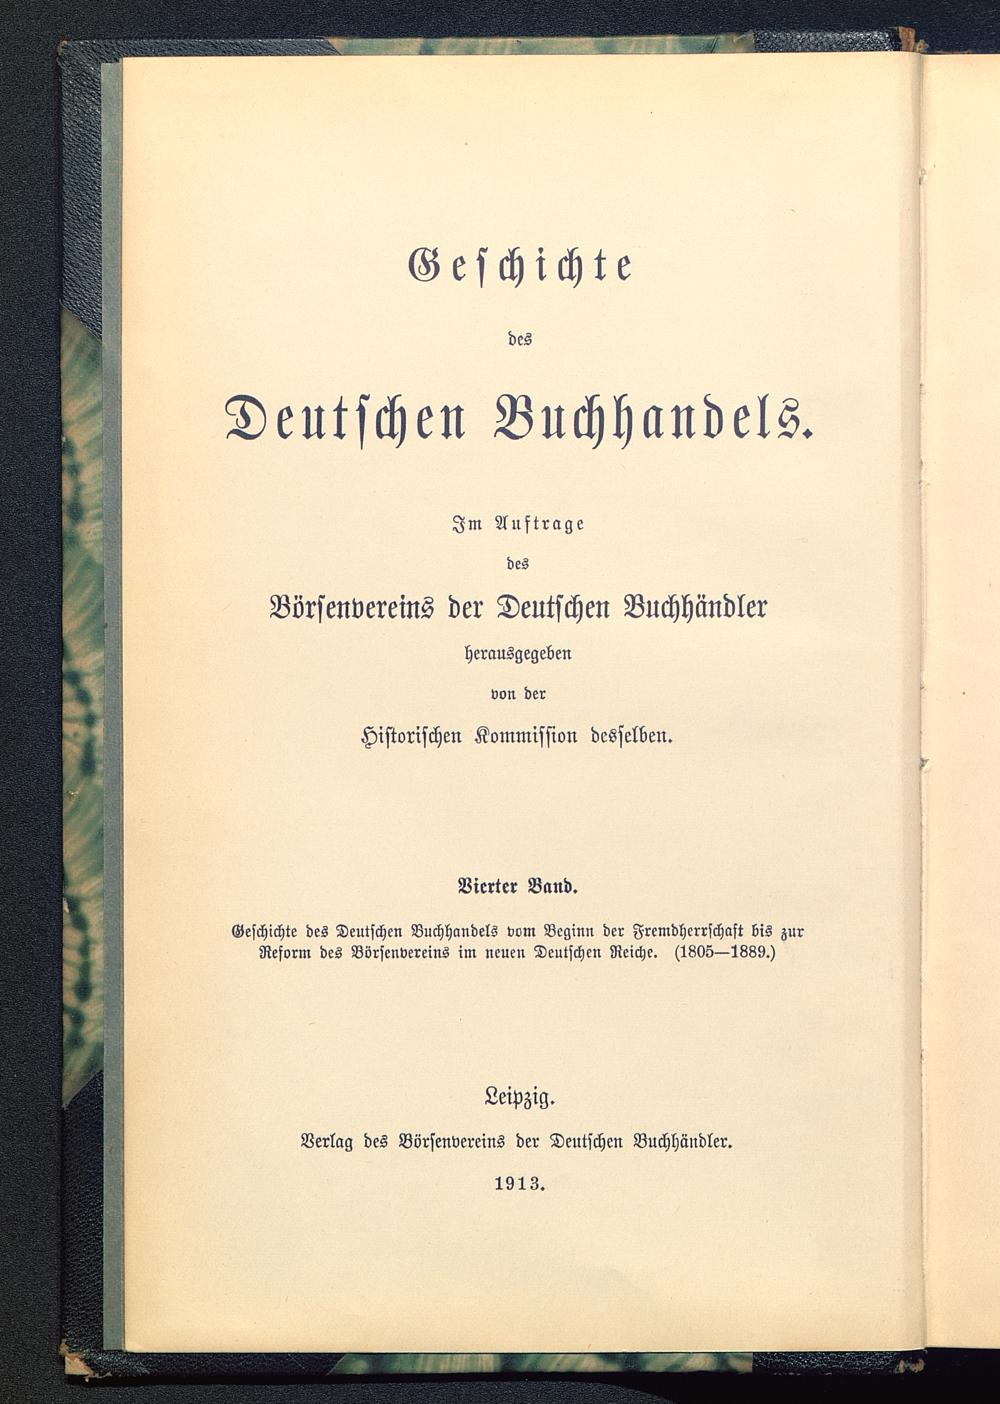 Geſchichte
des
Deutſchen Buchhandels.
Im Auftrage
des
Börſenvereins der Deutſchen Buchhändler
herausgegeben
von der
Hiſtoriſchen Kommiſſion desſelben.
Vierter Band.
Geſchichte des Deutſchen Buchhandels vom Beginn der Fremdherrſchaft bis zur
Reform des Börſenvereins im neuen Deutſchen Reiche. (1805—1889.)
Leipzig.
Verlag des Börſenvereins der Deutſchen Buchhändler.
1913.